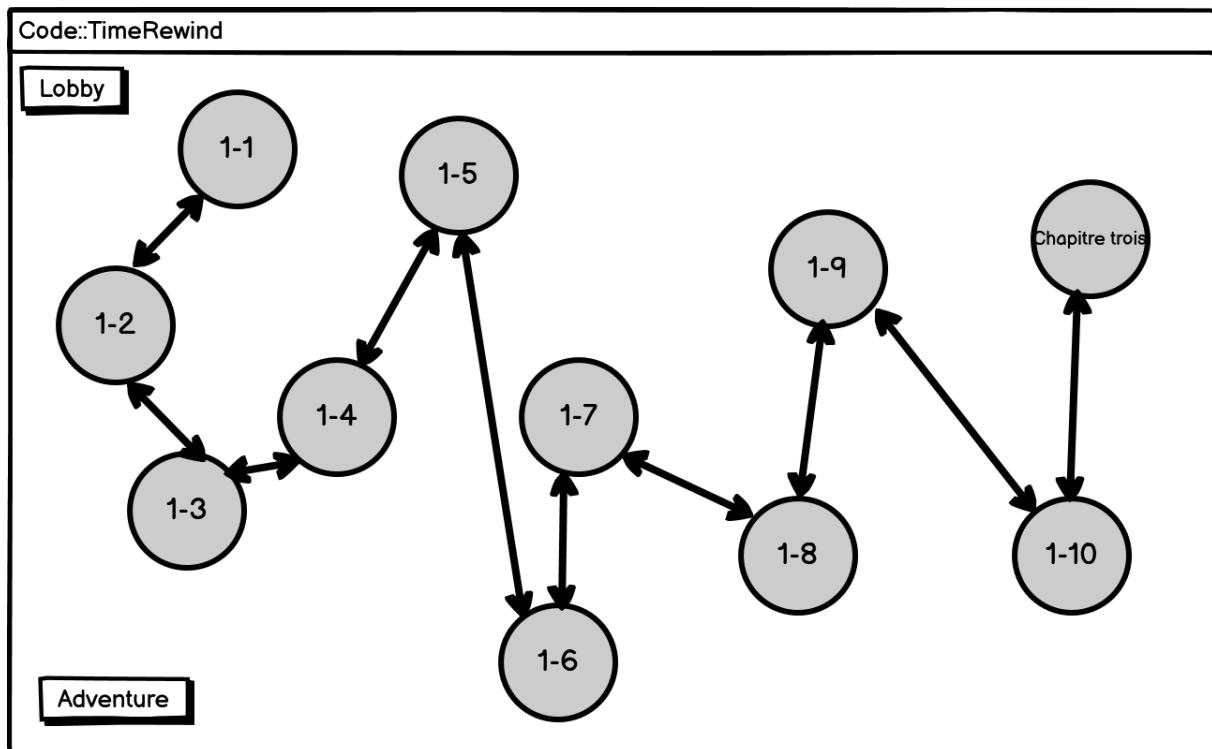 Code::TimeRewind
Lobby
1-1
1-5
1-9
Chapitre trois
1-2
1-4
1-7
1-3
1-8
1-10
1-6
Adventure